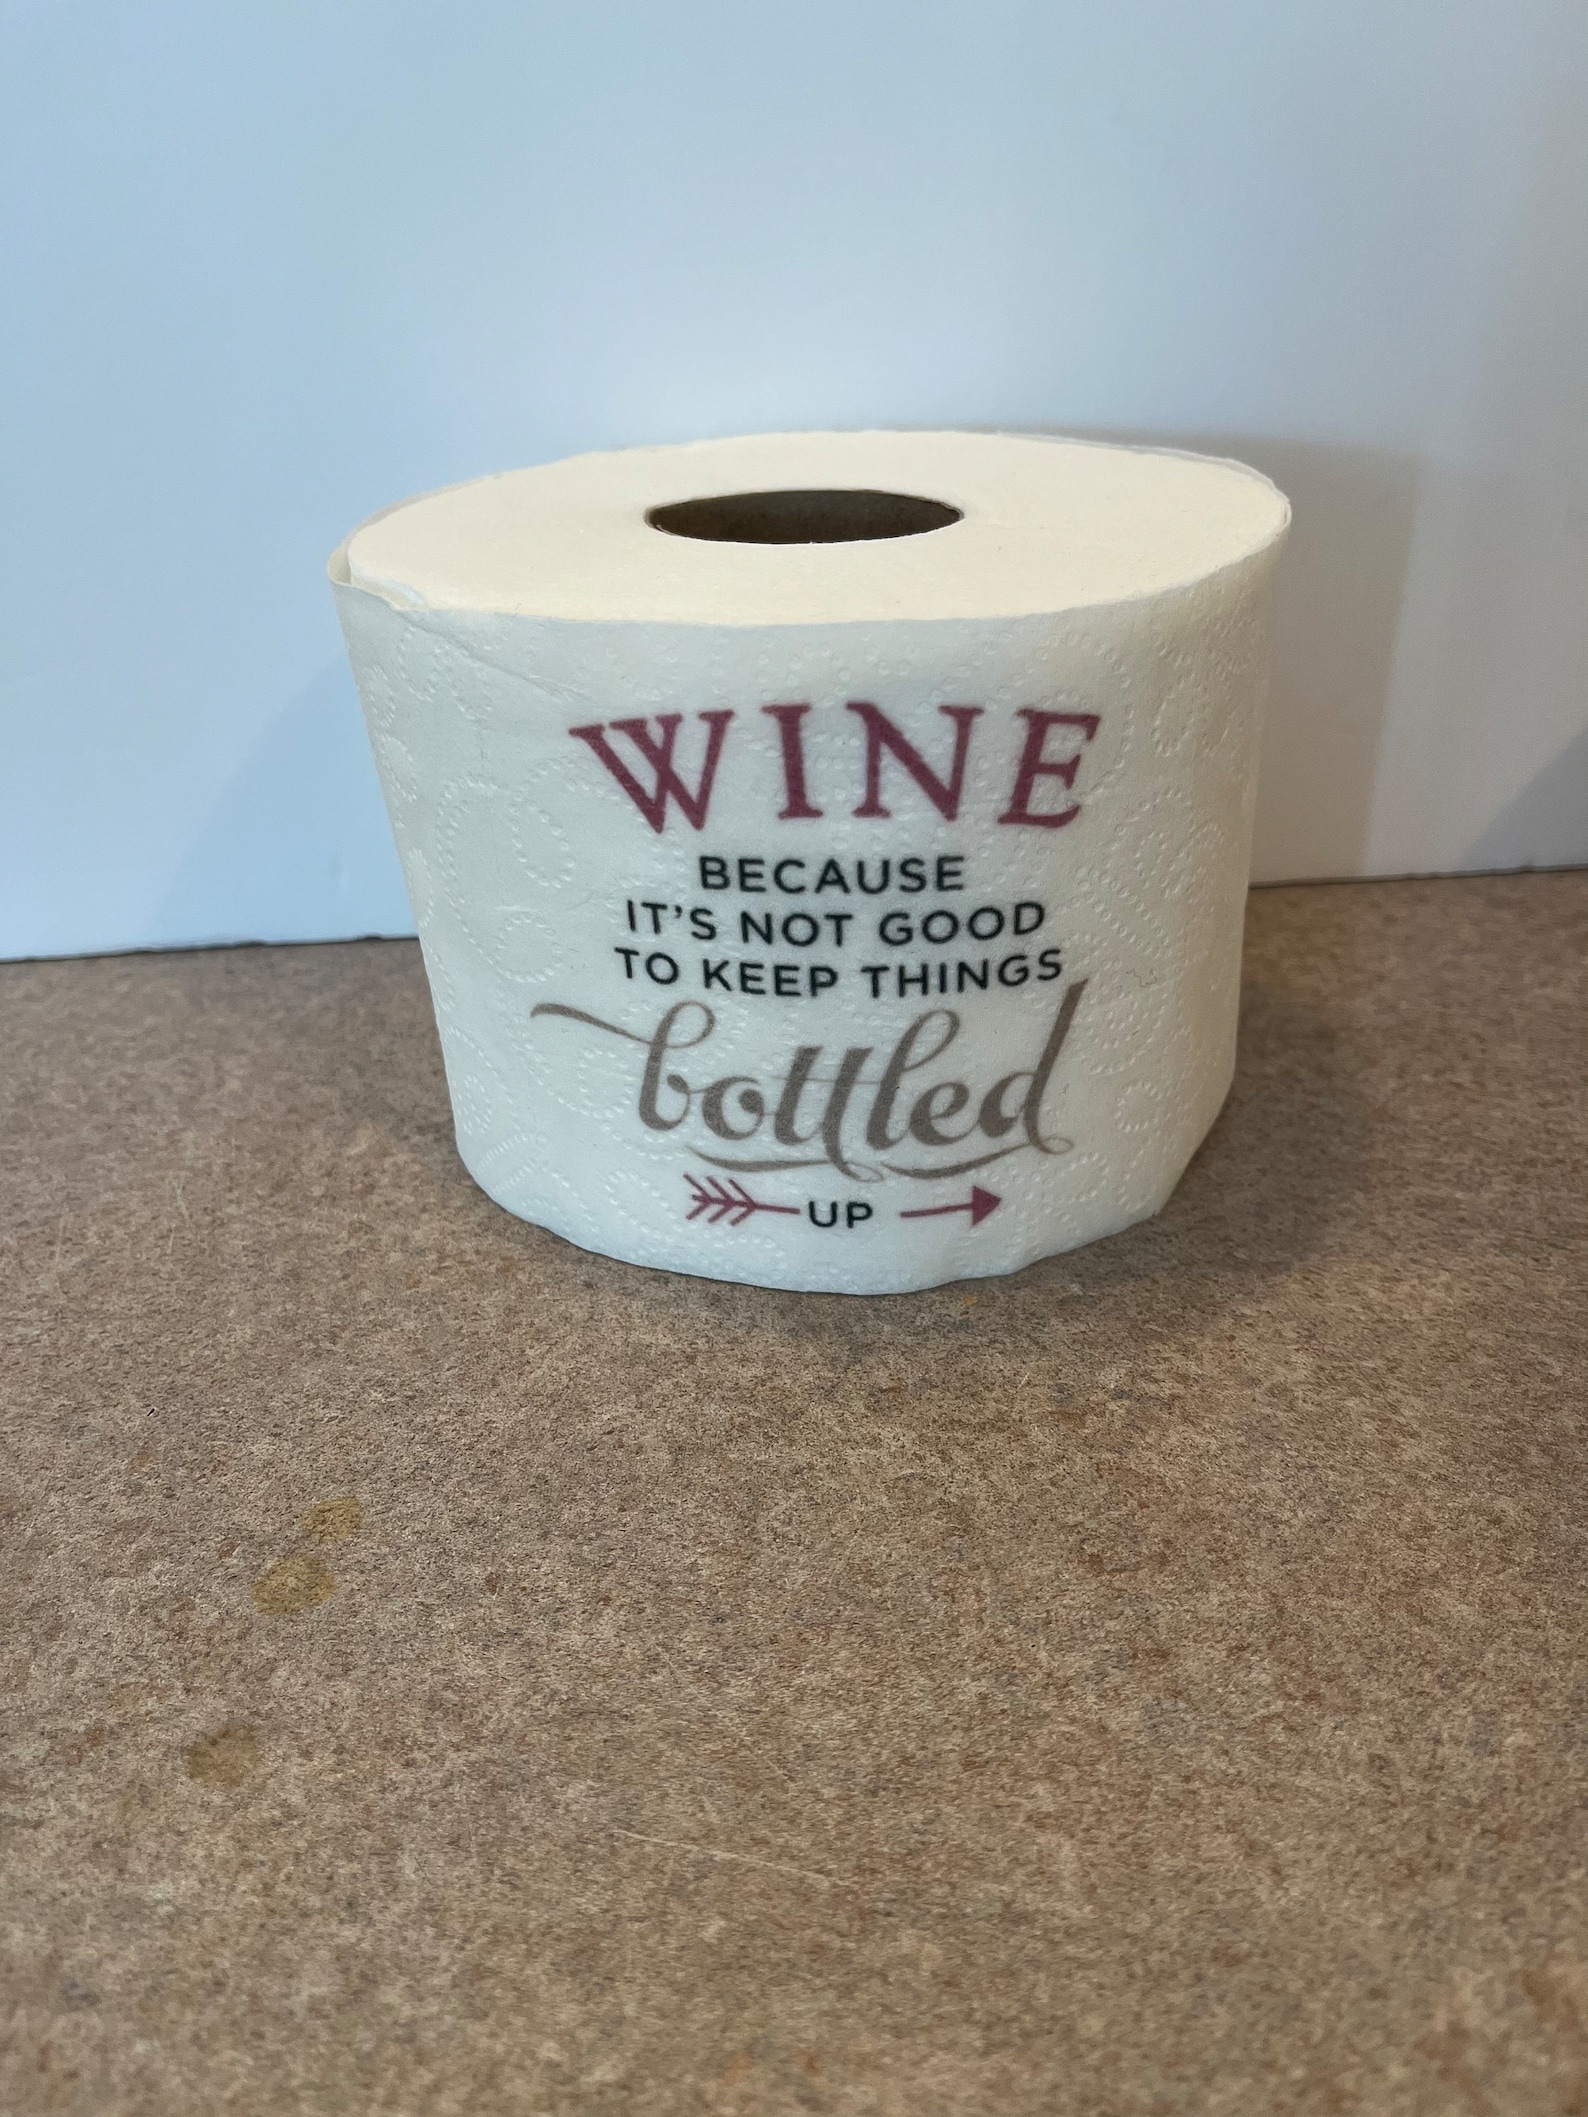 WINE
BECAUSE
IT'S NOT GOOD
TO KEEP THINGS
bottled
UP